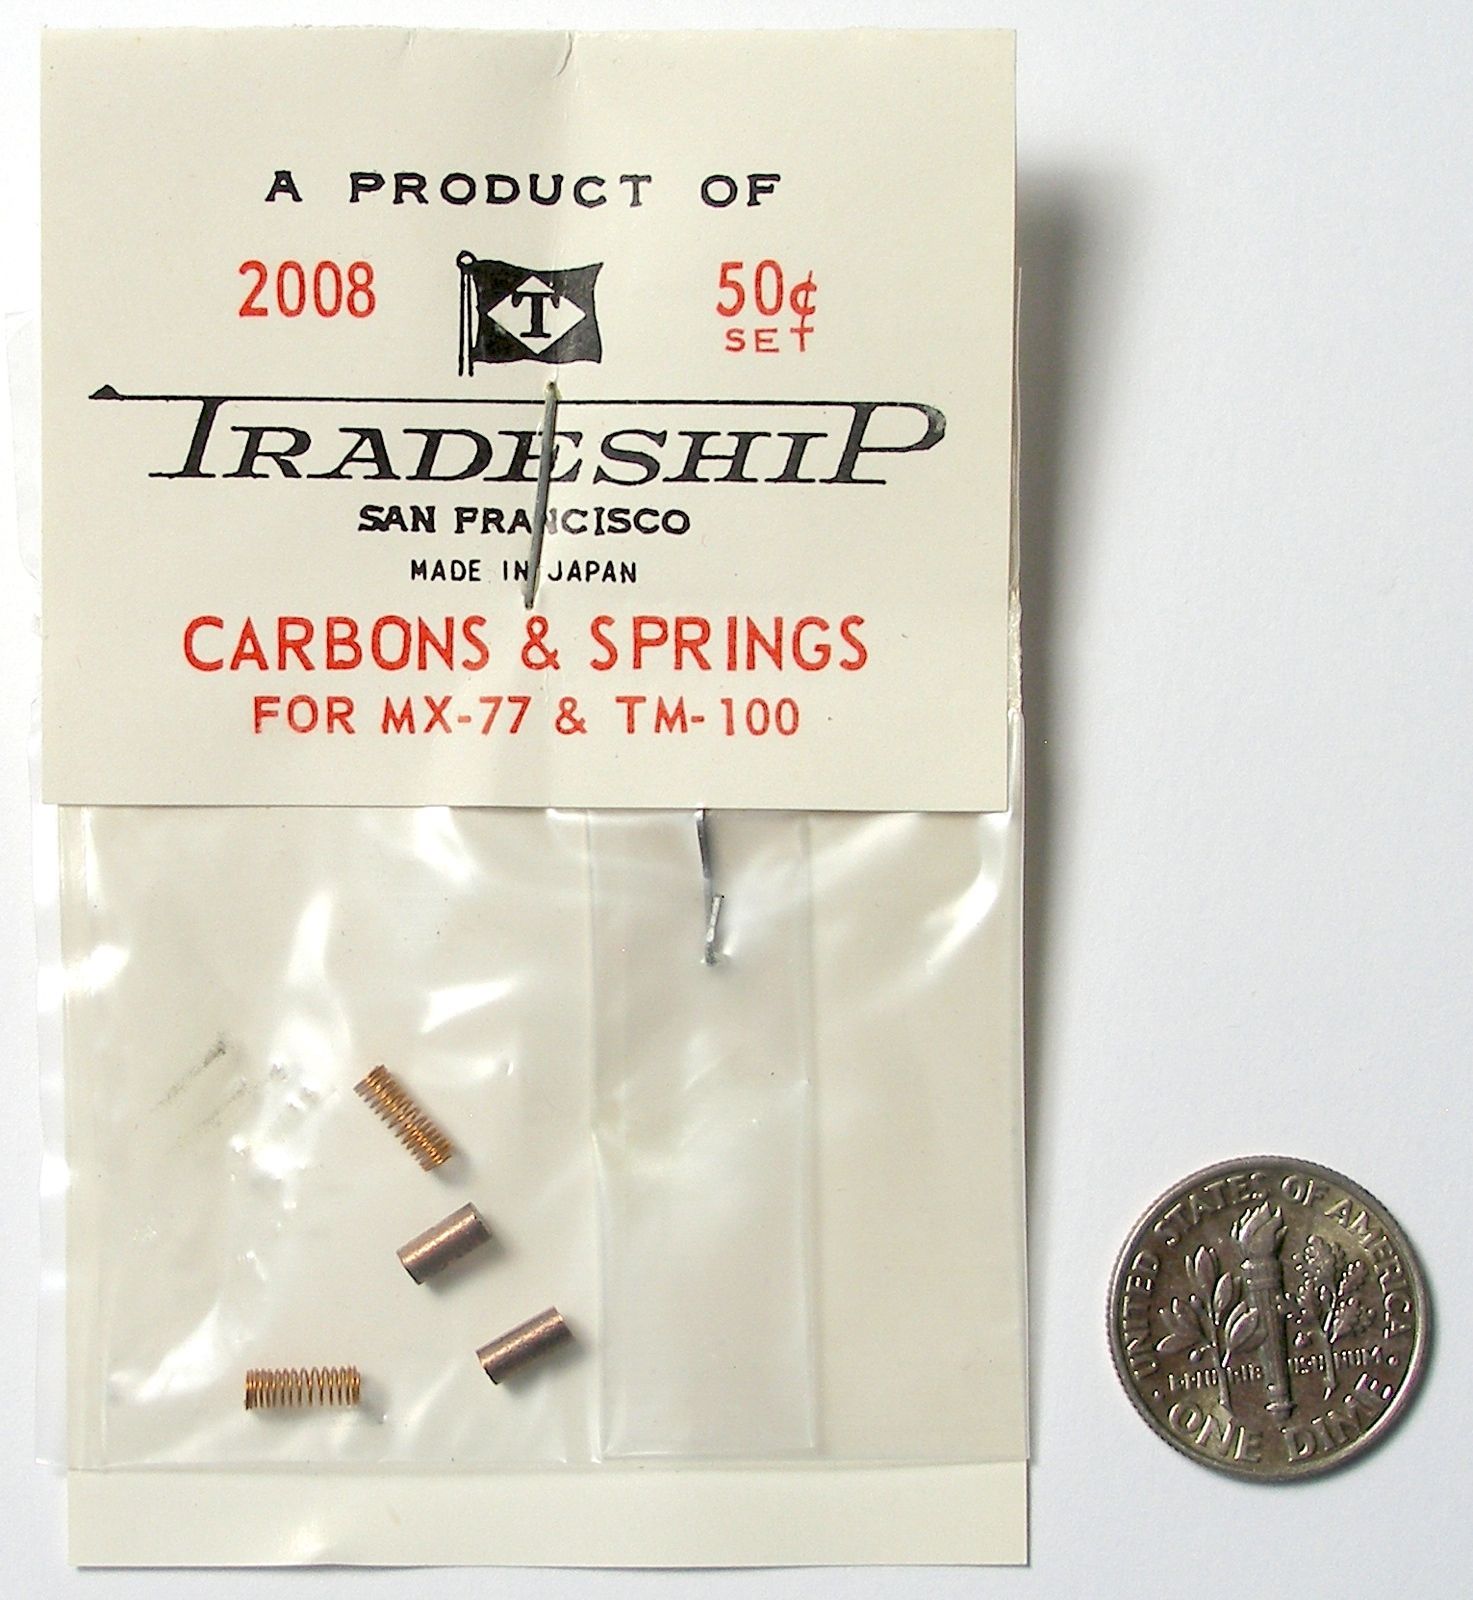 A PRODUCT OF
2008
T
50¢
SET
TRADESHIP
SAN FRANCISCO
MADE IN JAPAN
CARBONS & SPRINGS
FOR MX-77 & TM-100
UNITED STATES OF AMERICA
ONE DIME